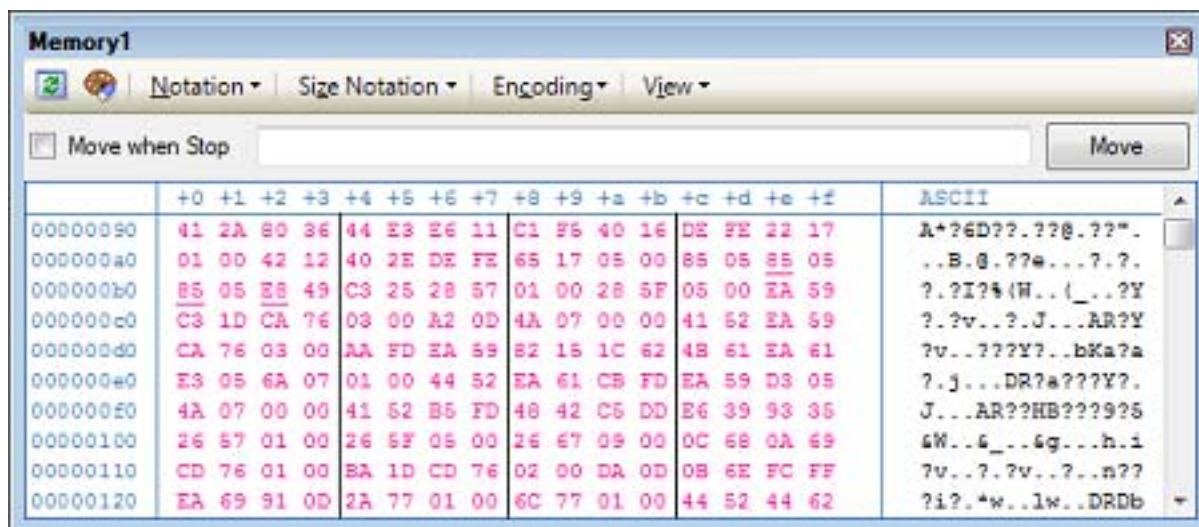 Memory1
Notation Size Notation Encoding View
Move when Stop Move
+0 +1 +2 +3 +4 +5 +6 +7 +8 +9 +a +b +c +d +e +f ASCII
00000090 41 2A 80 36 44 E3 E6 11 C1 F5 40 16 DE FE 22 17 A*?6D??.??@.??".
000000a0 01 00 42 12 40 2E DE FE 65 17 05 00 85 05 85 05 ..B.@.??e...?.?.
000000b0 85 05 E8 49 C3 25 28 57 01 00 28 5F 05 00 EA 59 ?.?I?%(W..(_..?Y
000000c0 C3 1D CA 76 03 00 A2 0D 4A 07 00 00 41 52 EA 59 ?.?v..?.J...AR?Y
000000d0 CA 76 03 00 AA FD EA 59 82 15 1C 62 4B 61 EA 61 ?v..???Y?..bKa?a
000000e0 E3 05 6A 07 01 00 44 52 EA 61 CB FD EA 59 D3 05 ?.j...DR?a???Y?.
000000f0 4A 07 00 00 41 52 B5 FD 48 42 C5 DD E6 39 93 35 J...AR??HB???9?5
00000100 26 57 01 00 26 5F 05 00 26 67 09 00 0C 68 0A 69 &W..&_..&g...h.i
00000110 CD 76 01 00 BA 1D CD 76 02 00 DA 0D 0B 6E FC FF ?v..?.?v..?..n??
00000120 EA 69 91 0D 2A 77 01 00 6C 77 01 00 44 52 44 62 ?i?.*w..lw..DRDb